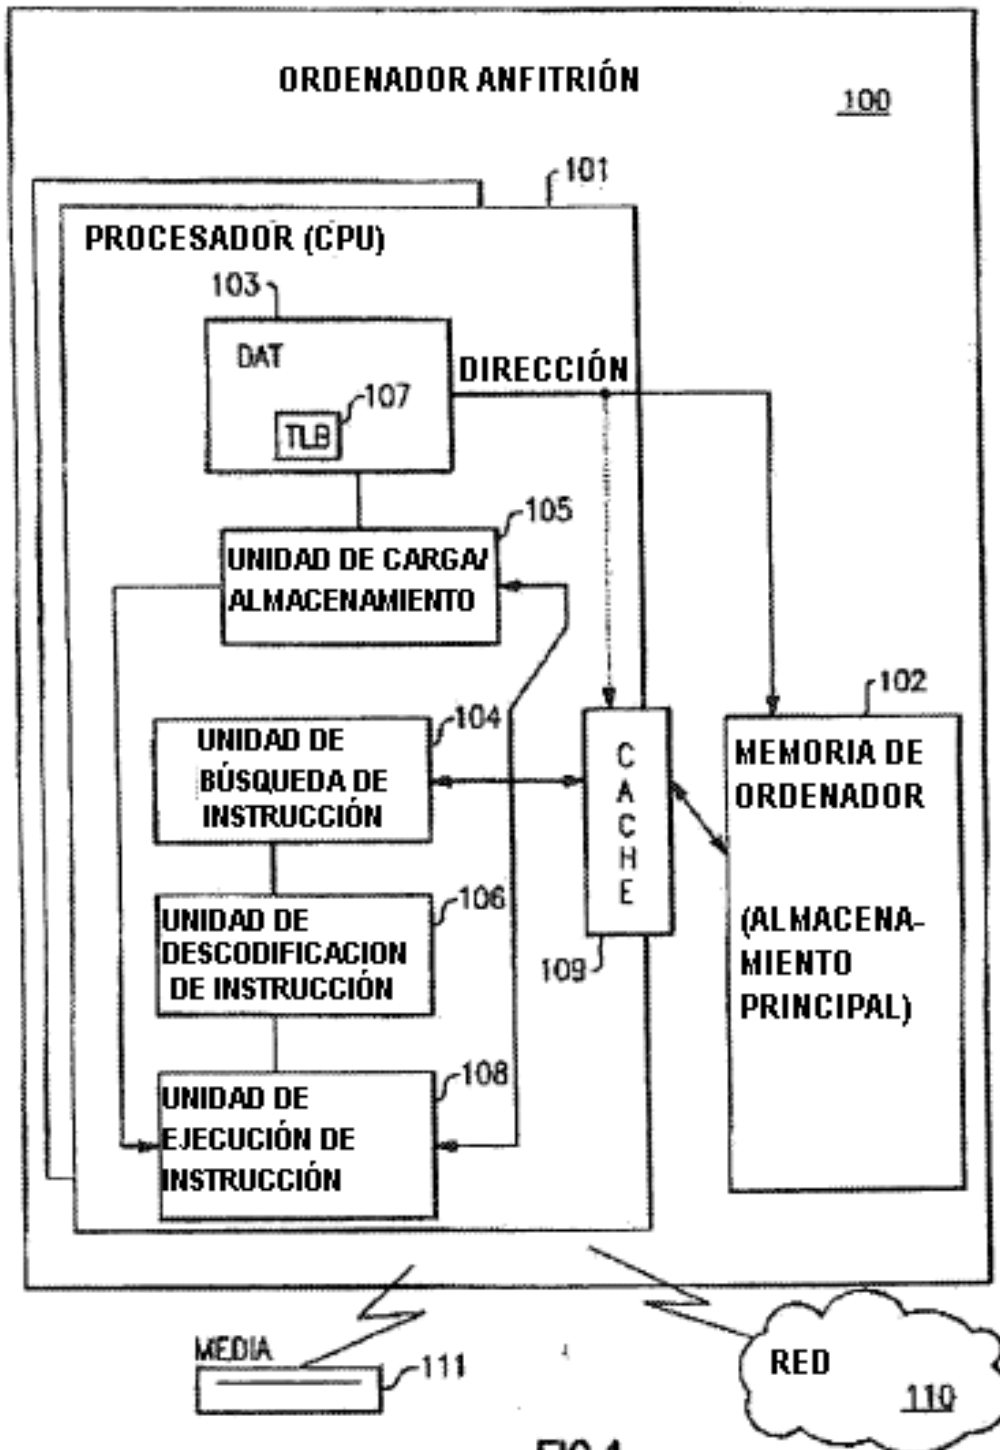 ORDENADOR ANFITRIÓN
100
101
PROCESADOR (CPU)
103
DAT
DIRECCIÓN
107
TLB
105
UNIDAD DE CARGA/
ALMACENAMIENTO
102
104
UNIDAD DE
BÚSQUEDA DE
INSTRUCCIÓN
CACHE
MEMORIA DE
ORDENADOR
(ALMACENA-
MIENTO
PRINCIPAL)
106
UNIDAD DE
DESCODIFICACION
DE INSTRUCCIÓN
109
108
UNIDAD DE
EJECUCIÓN DE
INSTRUCCIÓN
MEDIA
111
RED
110